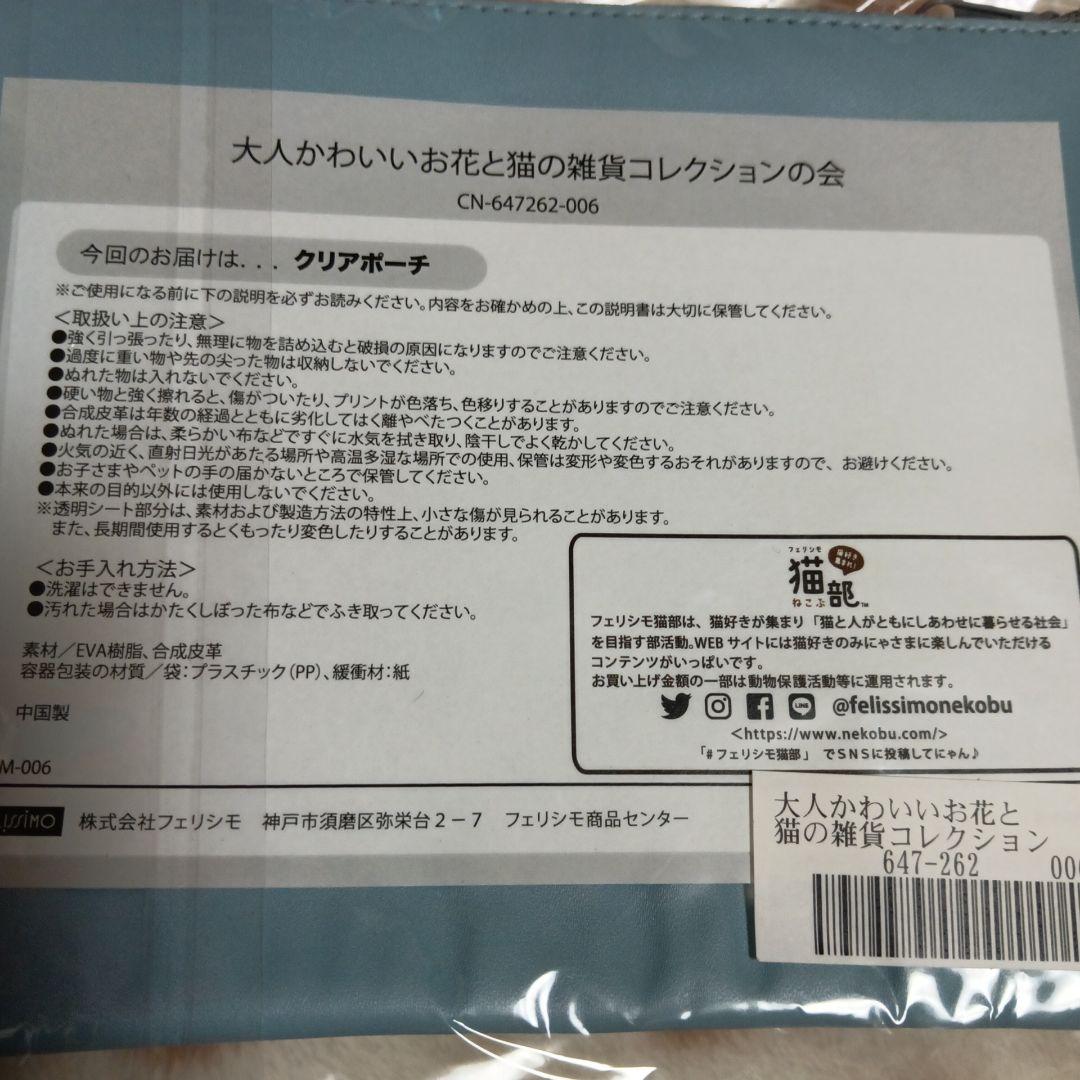 大人かわいいお花と猫の雑貨コレクションの会
CN-647262-006
今回のお届けは... クリアポーチ
※ご使用になる前に下の説明を必ずお読みください。内容をお確かめの上、この説明書は大切に保管してください。
＜取扱い上の注意＞
●強く引っ張ったり、無理に物を詰め込むと破損の原因になりますのでご注意ください。
●過度に重い物や先の尖った物は収納しないでください。
●ぬれた物は入れないでください。
●硬い物と強く擦れると、傷がついたり、プリントが色落ち、色移りすることがありますのでご注意ください。
●合成皮革は年数の経過とともに劣化してはく離やべたつくことがあります。
●ぬれた場合は、柔らかい布などですぐに水気を拭き取り、陰干しでよく乾かしてください。
●火気の近く、直射日光があたる場所や高温多湿な場所での使用、保管は変形や変色するおそれがありますので、お避けください。
●お子さまやペットの手の届かないところで保管してください。
●本来の目的以外には使用しないでください。
※透明シート部分は、素材および製造方法の特性上、小さな傷が見られることがあります。
また、長期間使用するとくもったり変色したりすることがあります。
＜お手入れ方法＞
●洗濯はできません。
●汚れた場合はかたくしぼった布などでふき取ってください。
素材／EVA樹脂、合成皮革
容器包装の材質／袋：プラスチック（PP）、緩衝材：紙
中国製
M-006
フェリシモ
猫好き
集まれ！
猫部™
ねこぶ
フェリシモ猫部は、猫好きが集まり「猫と人がともにしあわせに暮らせる社会」
を目指す部活動。WEBサイトには猫好きのみにゃさまに楽しんでいただける
コンテンツがいっぱいです。
お買い上げ金額の一部は動物保護活動等に運用されます。
LINE @felissimonekobu
<https://www.nekobu.com/>
「#フェリシモ猫部」 でSNSに投稿してにゃん♪
LISSIMO 株式会社フェリシモ 神戸市須磨区弥栄台２－７ フェリシモ商品センター
大人かわいいお花と
猫の雑貨コレクション
647-262 006